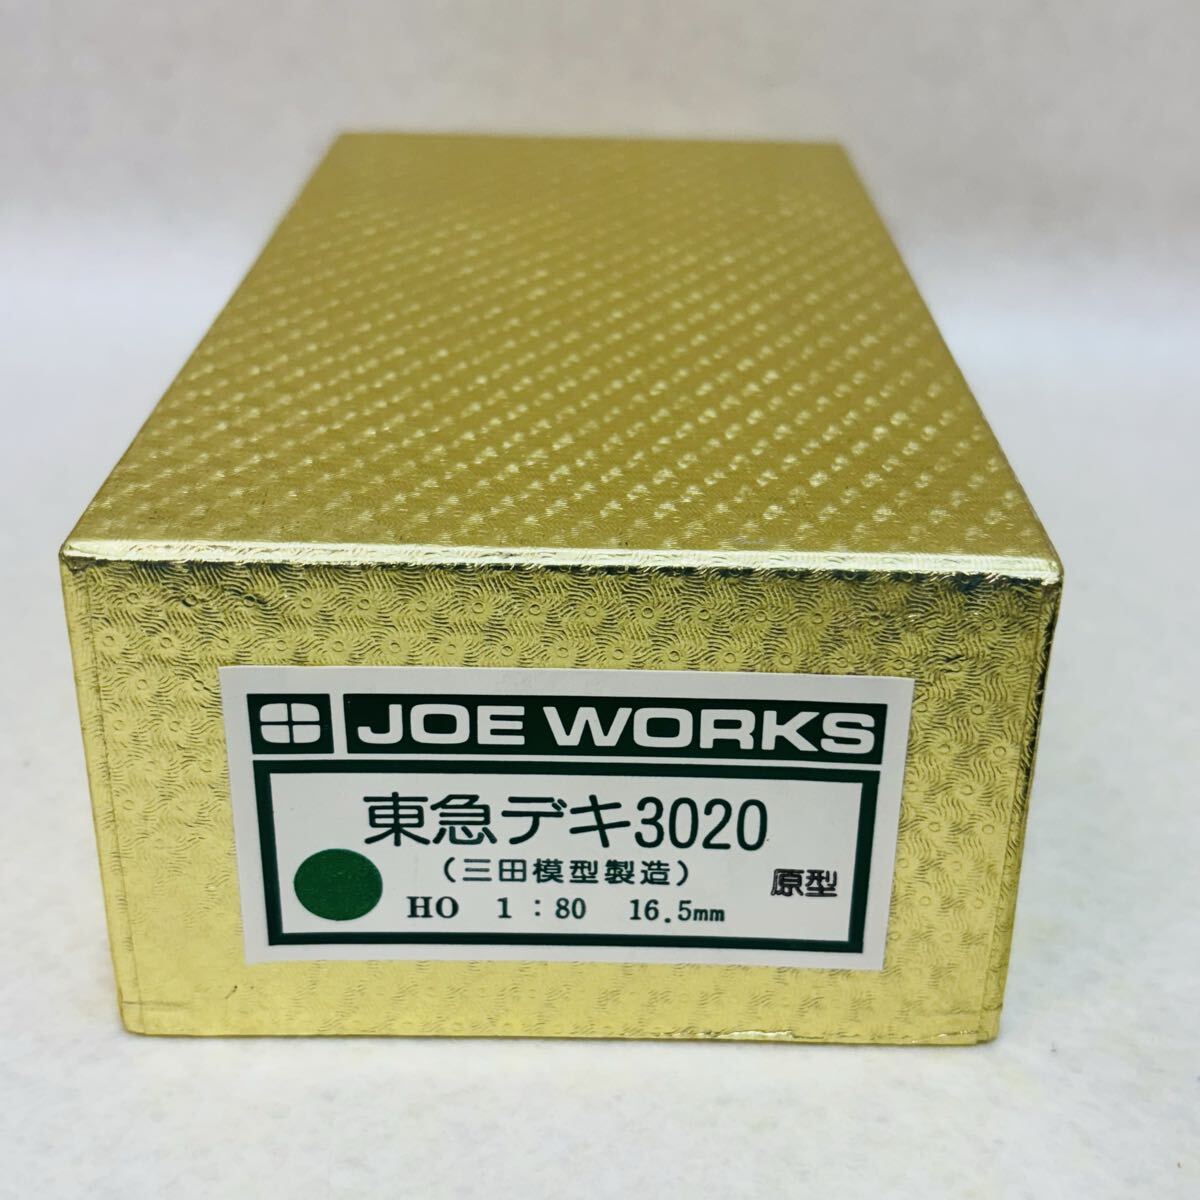 JOE WORKS
東急デキ3020
(三田模型製造)
原型
HO 1:80 16.5mm